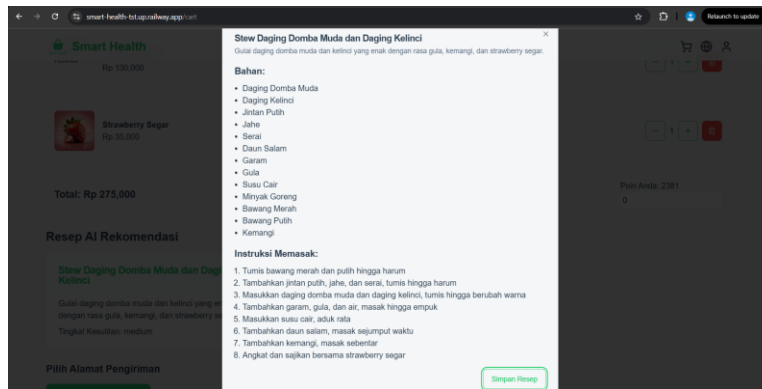 smart-health-tst.up.railway.app/cart
Relaunch to update
Smart Health
Rp 130,000
1
Strawberry Segar
Rp 35,000
1
Total: Rp 275,000
Poin Anda: 2381
0
Resep AI Rekomendasi
Stew Daging Domba Muda dan Dagi
Kelinci
Gulai daging domba muda dan kelinci yang en
dengan rasa gula, kemangi, dan strawberry se
Tingkat Kesulitan: medium
Pilih Alamat Pengiriman
Stew Daging Domba Muda dan Daging Kelinci
Gulai daging domba muda dan kelinci yang enak dengan rasa gula, kemangi, dan strawberry segar.
Bahan:
• Daging Domba Muda
• Daging Kelinci
• Jintan Putih
• Jahe
• Serai
• Daun Salam
• Garam
• Gula
• Susu Cair
• Minyak Goreng
• Bawang Merah
• Bawang Putih
• Kemangi
Instruksi Memasak:
1. Tumis bawang merah dan putih hingga harum
2. Tambahkan jintan putih, jahe, dan serai, tumis hingga harum
3. Masukkan daging domba muda dan daging kelinci, tumis hingga berubah warna
4. Tambahkan garam, gula, dan air, masak hingga empuk
5. Masukkan susu cair, aduk rata
6. Tambahkan daun salam, masak sejumput waktu
7. Tambahkan kemangi, masak sebentar
8. Angkat dan sajikan bersama strawberry segar
Simpan Resep